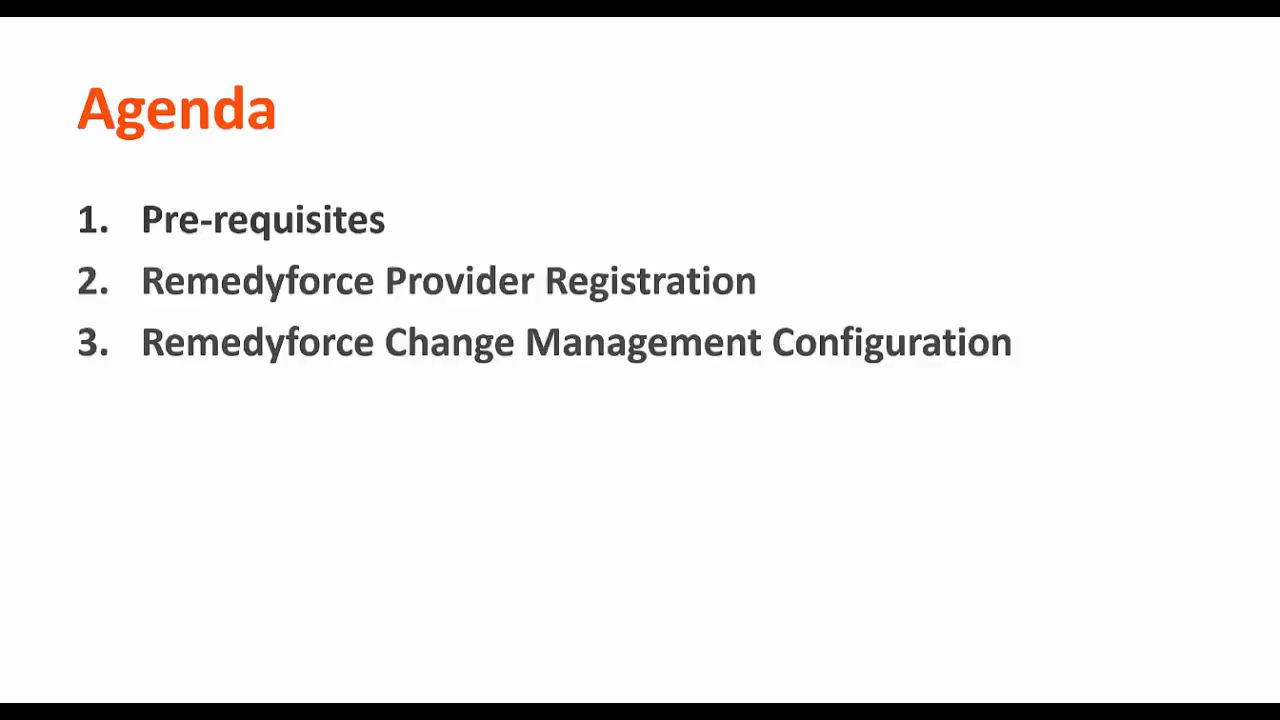 Agenda
1. Pre-requisites
2. Remedyforce Provider Registration
3. Remedyforce Change Management Configuration